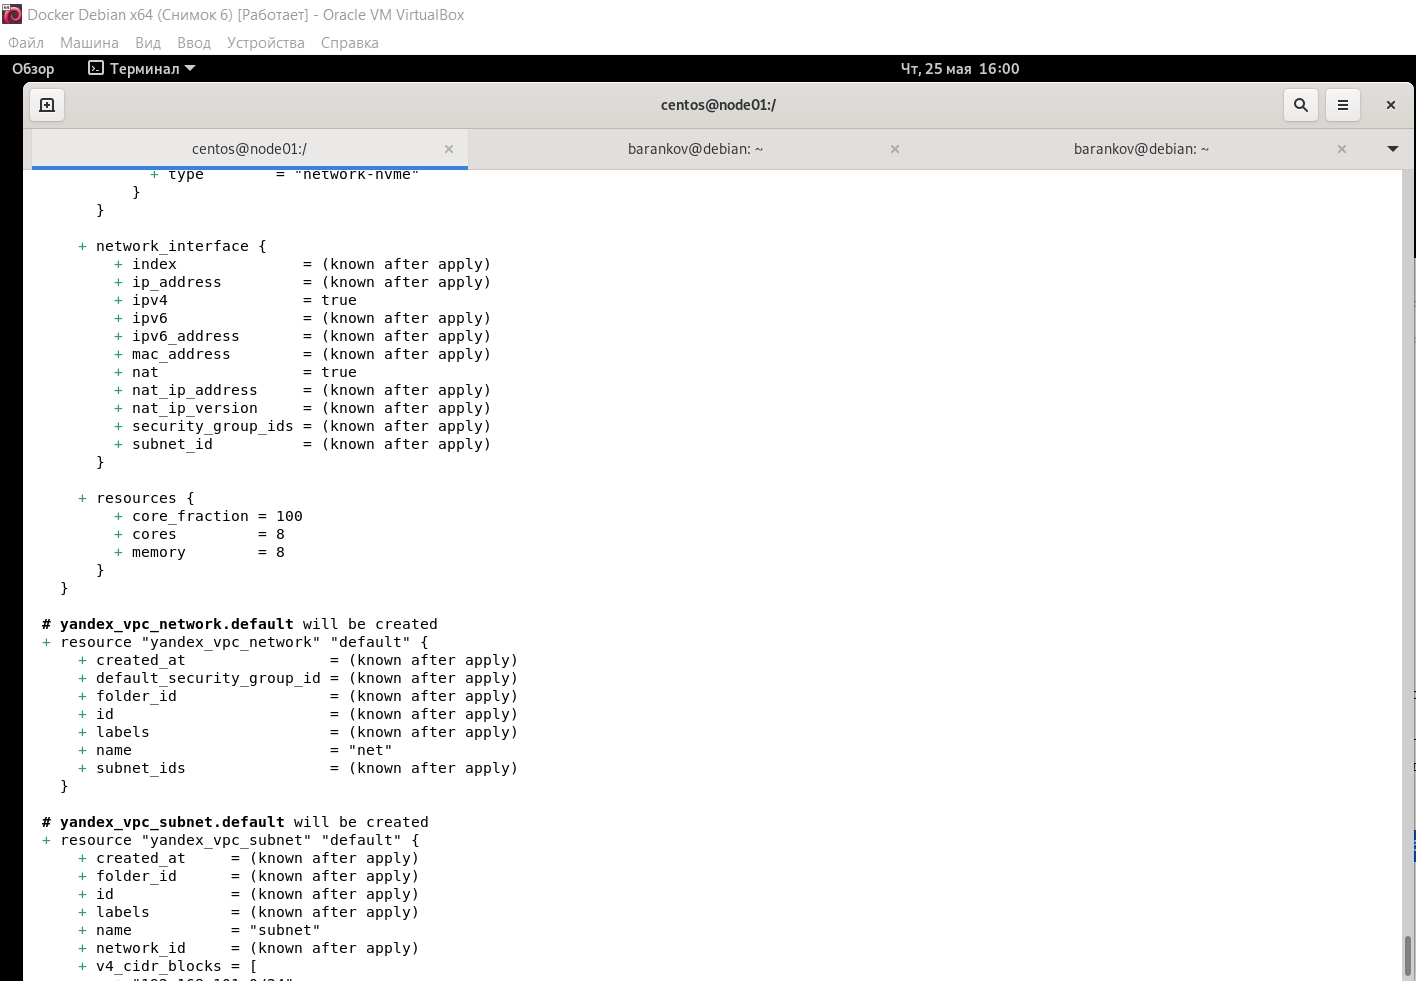 Docker Debian x64 (Снимок 6) [Работает] - Oracle VM VirtualBox
Файл Машина Вид Ввод Устройства Справка
Обзор Терминал Чт, 25 мая 16:00
centos@node01:/
centos@node01:/ × barankov@debian: ~ × barankov@debian: ~ ×
+ type        = "network-nvme"
}
}
+ network_interface {
+ index              = (known after apply)
+ ip_address         = (known after apply)
+ ipv4               = true
+ ipv6               = (known after apply)
+ ipv6_address       = (known after apply)
+ mac_address        = (known after apply)
+ nat                = true
+ nat_ip_address     = (known after apply)
+ nat_ip_version     = (known after apply)
+ security_group_ids = (known after apply)
+ subnet_id          = (known after apply)
}
+ resources {
+ core_fraction = 100
+ cores         = 8
+ memory        = 8
}
}
# yandex_vpc_network.default will be created
+ resource "yandex_vpc_network" "default" {
+ created_at                = (known after apply)
+ default_security_group_id = (known after apply)
+ folder_id                 = (known after apply)
+ id                        = (known after apply)
+ labels                    = (known after apply)
+ name                      = "net"
+ subnet_ids                = (known after apply)
}
# yandex_vpc_subnet.default will be created
+ resource "yandex_vpc_subnet" "default" {
+ created_at     = (known after apply)
+ folder_id      = (known after apply)
+ id             = (known after apply)
+ labels         = (known after apply)
+ name           = "subnet"
+ network_id     = (known after apply)
+ v4_cidr_blocks = [
+ "192.168.101.0/24"